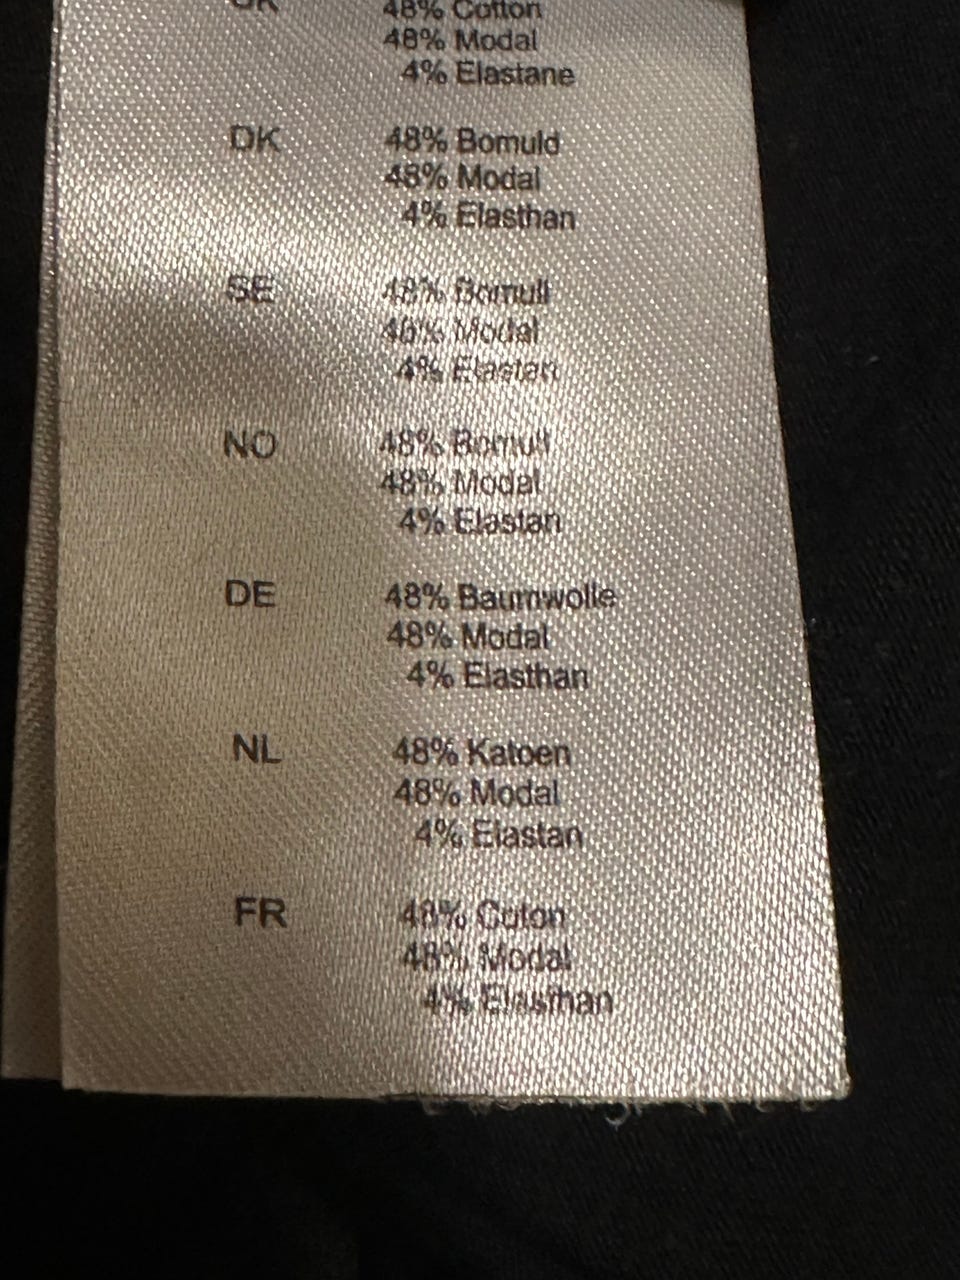 UK 48% Cotton
48% Modal
4% Elastane
DK 48% Bomuld
48% Modal
4% Elasthan
SE 48% Bomull
48% Modal
4% Elastan
NO 48% Bomull
48% Modal
4% Elastan
DE 48% Baumwolle
48% Modal
4% Elasthan
NL 48% Katoen
48% Modal
4% Elastan
FR 48% Coton
48% Modal
4% Elasthan